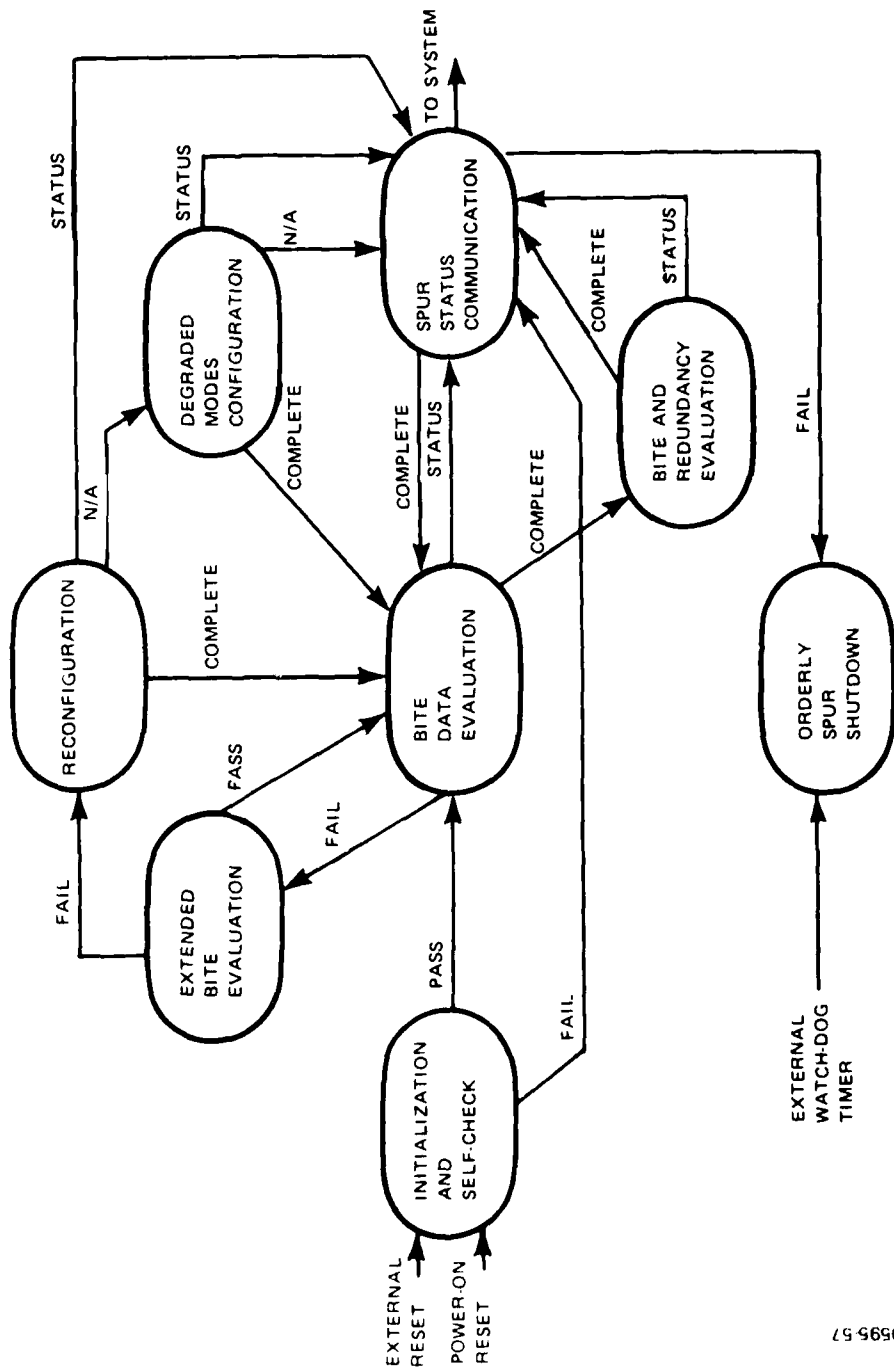 STATUS
RECONFIGURATION
N/A
DEGRADED
MODES
CONFIGURATION
STATUS
N/A
TO SYSTEM
FAIL
EXTENDED
BITE
EVALUATION
PASS
FAIL
COMPLETE
COMPLETE
SPUR
STATUS
COMMUNICATION
COMPLETE
STATUS
BITE
DATA
EVALUATION
EXTERNAL
RESET
POWER-ON
RESET
INITIALIZATION
AND
SELF-CHECK
PASS
FAIL
COMPLETE
COMPLETE
STATUS
BITE AND
REDUNDANCY
EVALUATION
FAIL
EXTERNAL
WATCH-DOG
TIMER
ORDERLY
SPUR
SHUTDOWN